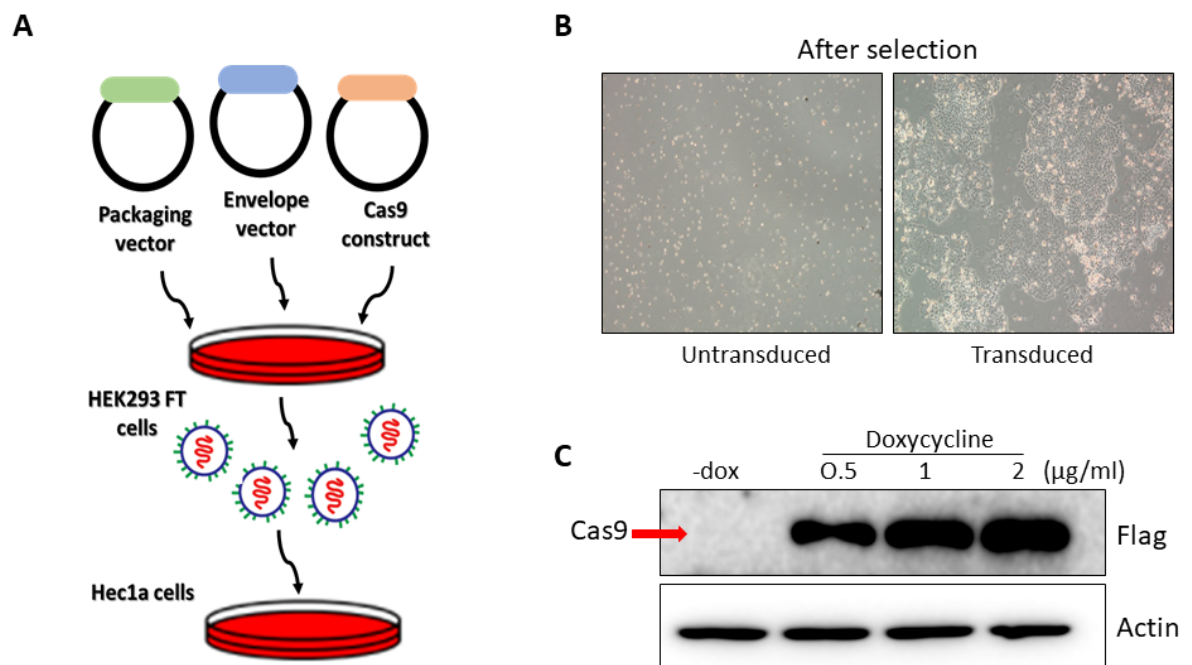 A
Packaging
vector
Envelope
vector
Cas9
construct
HEK293 FT
cells
Hec1a cells
B
After selection
Untransduced
Transduced
C
Doxycycline
-dox 0.5 1 2 (µg/ml)
Cas9
Flag
Actin